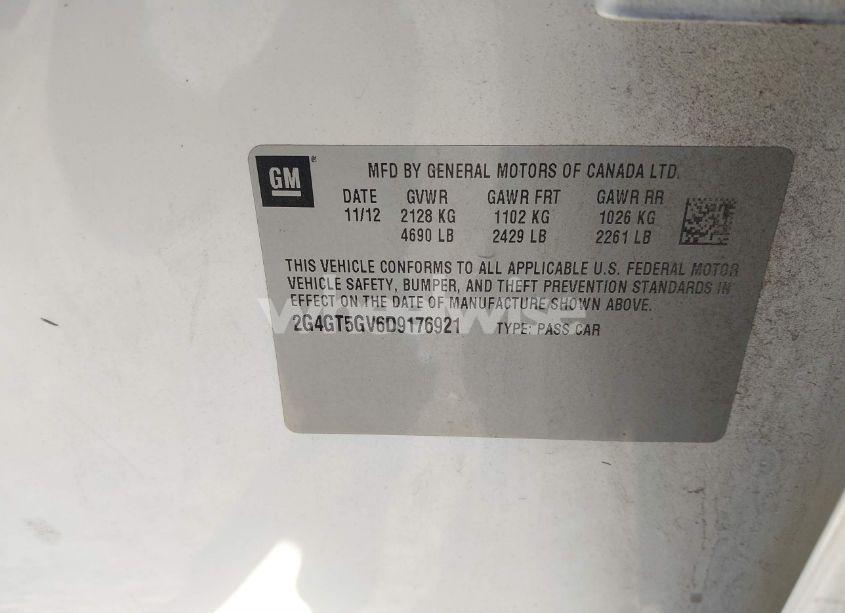 GM
MFD BY GENERAL MOTORS OF CANADA LTD.
DATE GVWR GAWR FRT GAWR RR
11/12 2128 KG 1102 KG 1026 KG
4690 LB 2429 LB 2261 LB
THIS VEHICLE CONFORMS TO ALL APPLICABLE U.S. FEDERAL MOTOR
VEHICLE SAFETY, BUMPER, AND THEFT PREVENTION STANDARDS IN
EFFECT ON THE DATE OF MANUFACTURE SHOWN ABOVE.
2G4GT5GV6D9176921 TYPE: PASS CAR